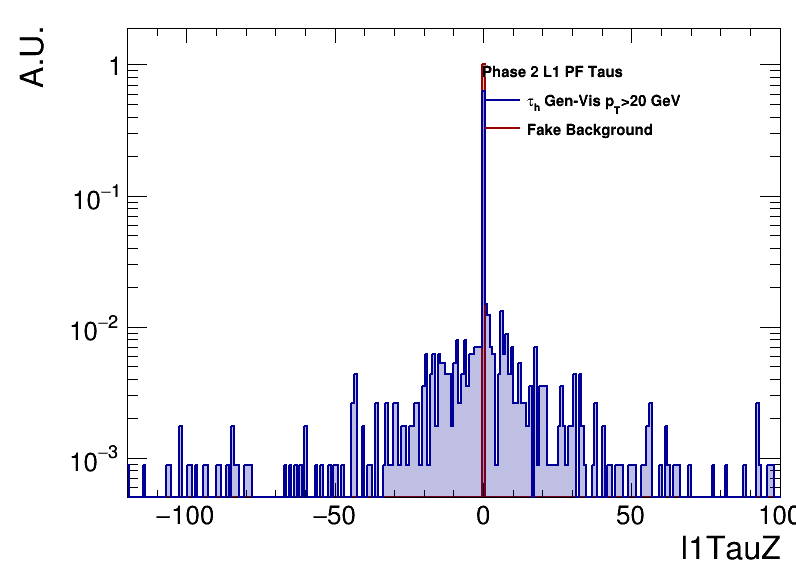 A.U.
1
10⁻¹
10⁻²
10⁻³
Phase 2 L1 PF Taus
τh Gen-Vis pT>20 GeV
Fake Background
−100 −50 0 50 100
l1TauZ